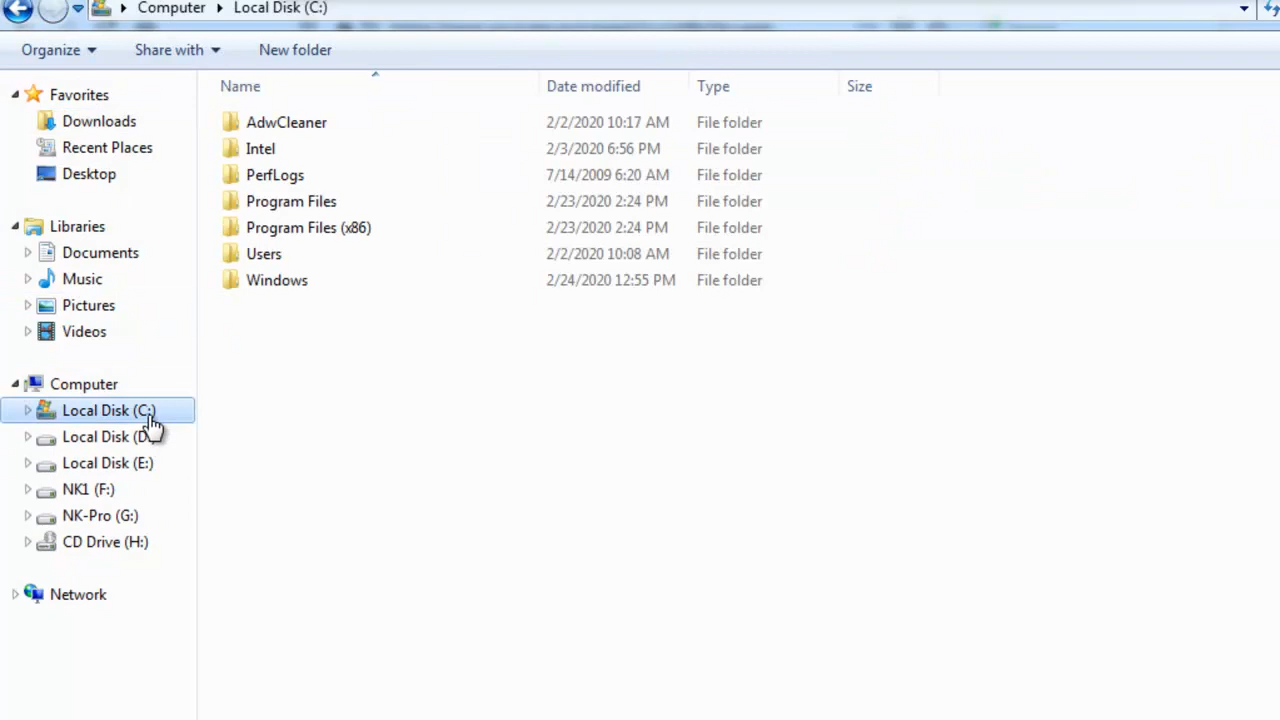 Computer Local Disk (C:)
Organize Share with New folder
Name Date modified Type Size
Favorites
Downloads
Recent Places
Desktop
Libraries
Documents
Music
Pictures
Videos
Computer
Local Disk (C:)
Local Disk (D:)
Local Disk (E:)
NK1 (F:)
NK-Pro (G:)
CD Drive (H:)
Network
AdwCleaner 2/2/2020 10:17 AM File folder
Intel 2/3/2020 6:56 PM File folder
PerfLogs 7/14/2009 6:20 AM File folder
Program Files 2/23/2020 2:24 PM File folder
Program Files (x86) 2/23/2020 2:24 PM File folder
Users 2/2/2020 10:08 AM File folder
Windows 2/24/2020 12:55 PM File folder